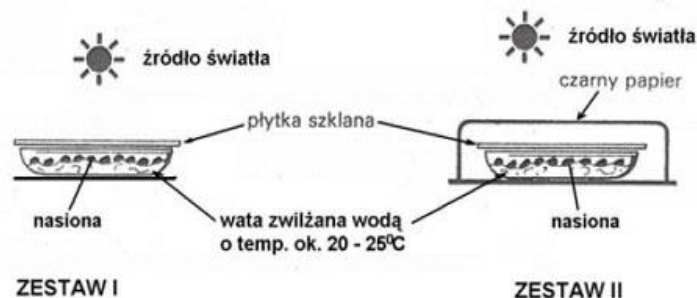 źródło światła
źródło światła
czarny papier
płytka szklana
nasiona
wata zwilżana wodą
o temp. ok. 20 - 25⁰C
nasiona
ZESTAW I
ZESTAW II